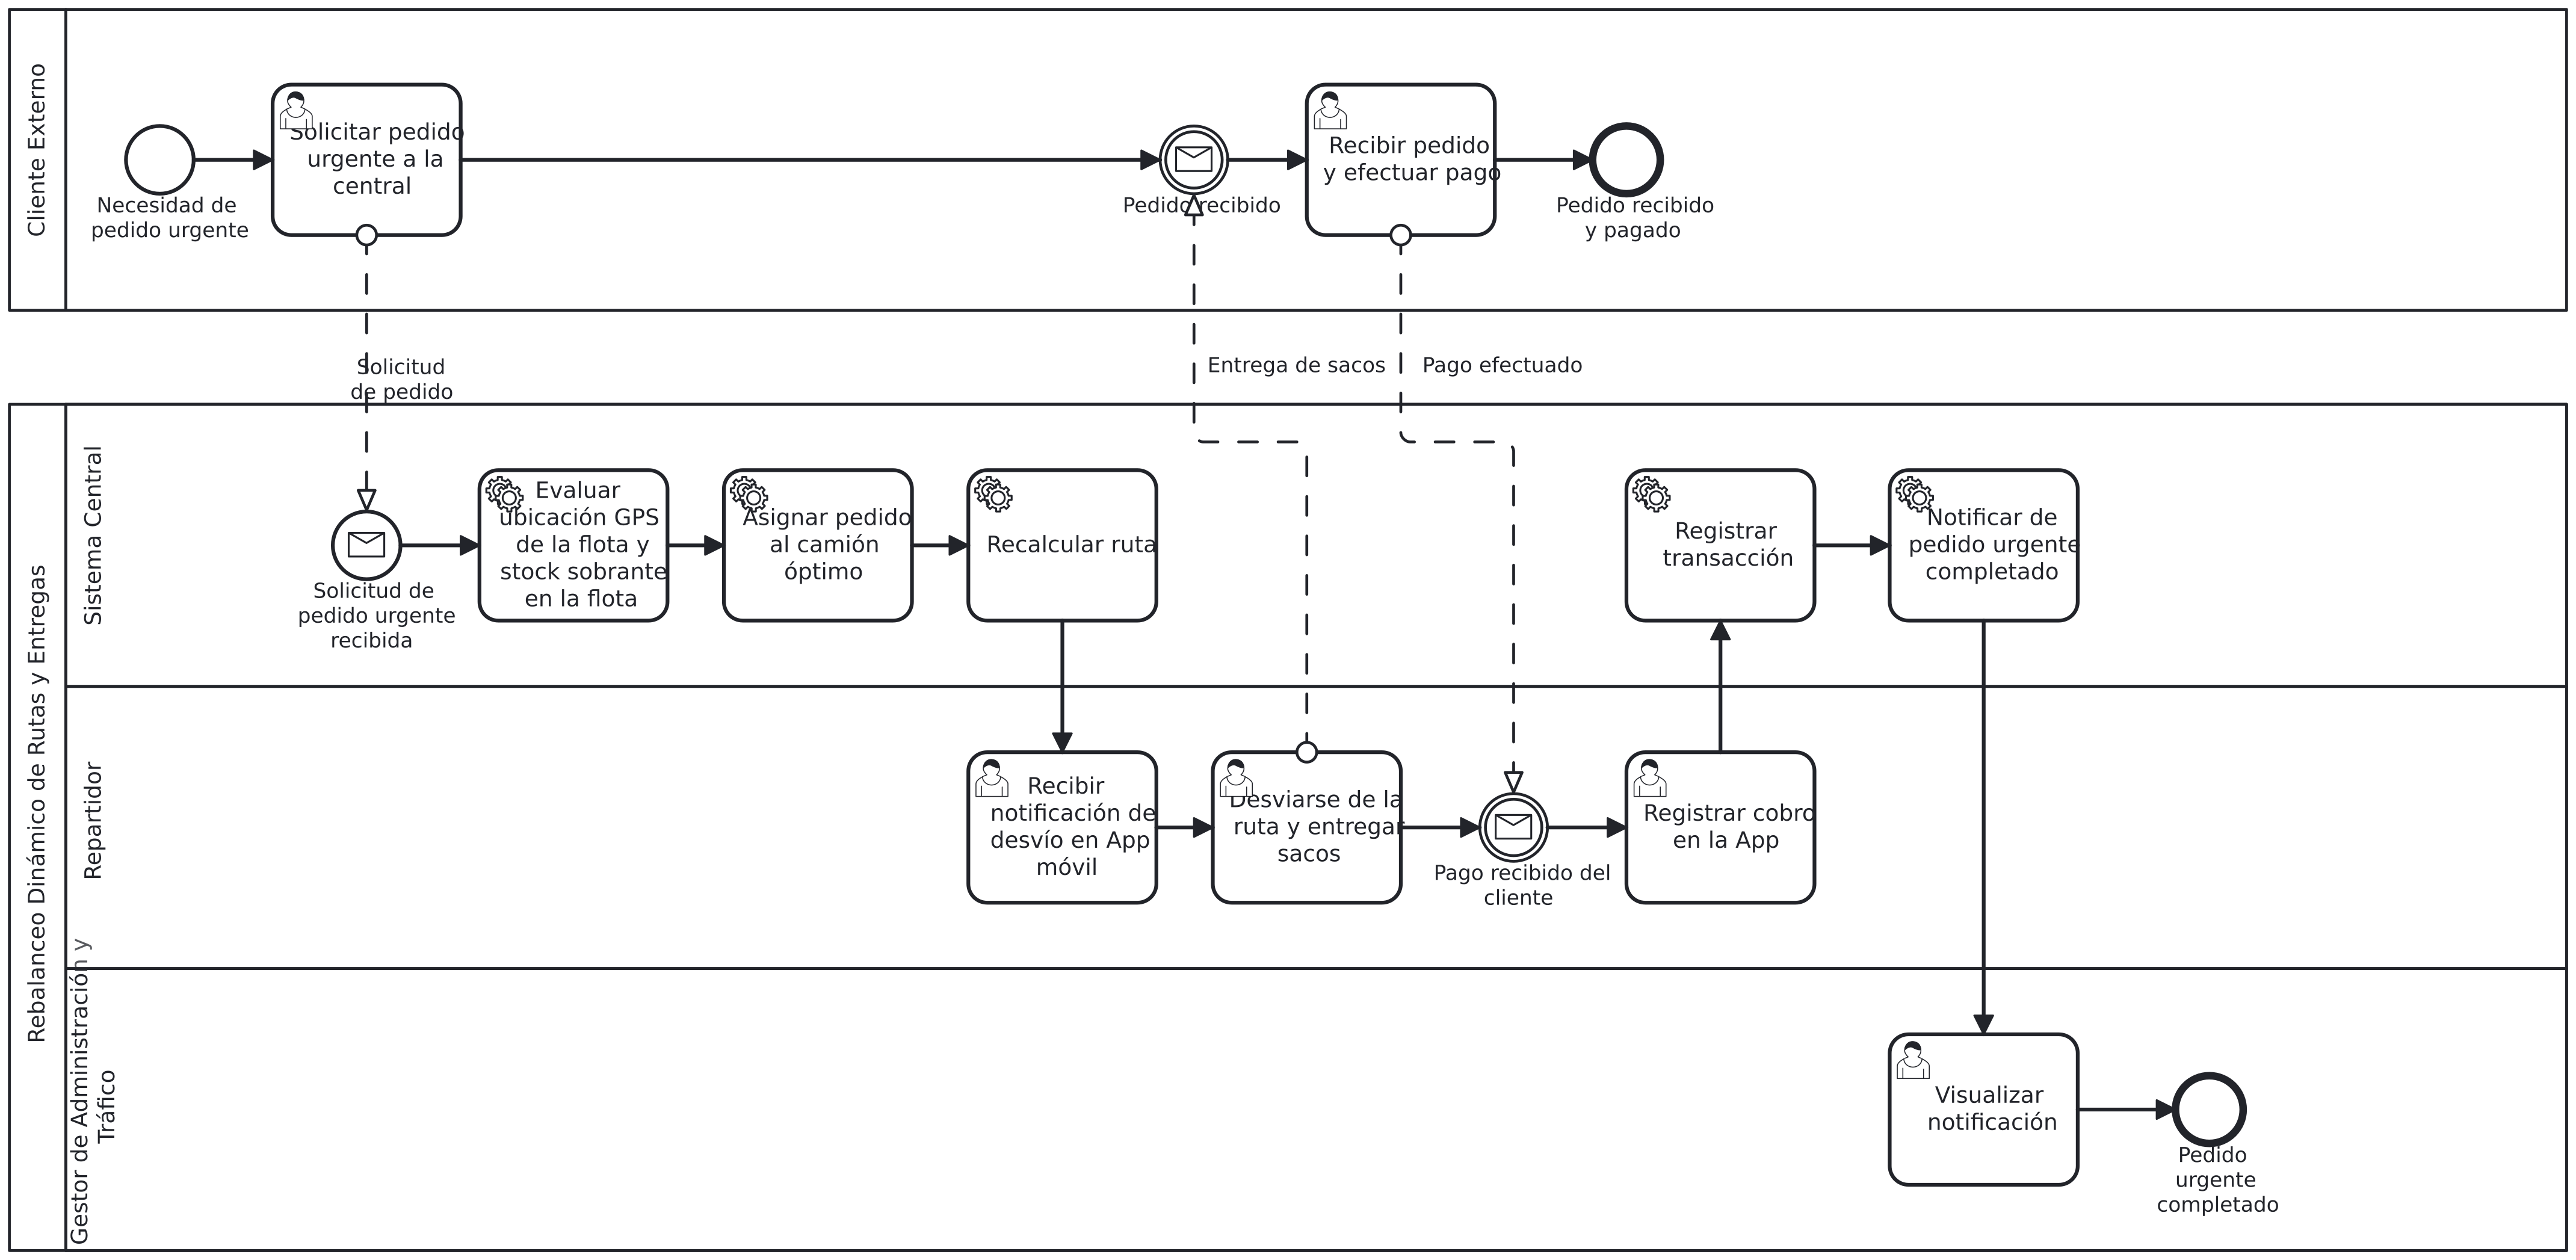 Cliente Externo
Necesidad de
pedido urgente
Solicitar pedido
urgente a la
central
Pedido recibido
Recibir pedido
y efectuar pago
Pedido recibido
y pagado
Solicitud
de pedido
Entrega de sacos
Pago efectuado
Rebalanceo Dinámico de Rutas y Entregas
Sistema Central
Solicitud de
pedido urgente
recibida
Evaluar
ubicación GPS
de la flota y
stock sobrante
en la flota
Asignar pedido
al camión
óptimo
Recalcular ruta
Registrar
transacción
Notificar de
pedido urgente
completado
Repartidor
Recibir
notificación de
desvío en App
móvil
Desviarse de la
ruta y entregar
sacos
Pago recibido del
cliente
Registrar cobro
en la App
Gestor de Administración y
Tráfico
Visualizar
notificación
Pedido
urgente
completado